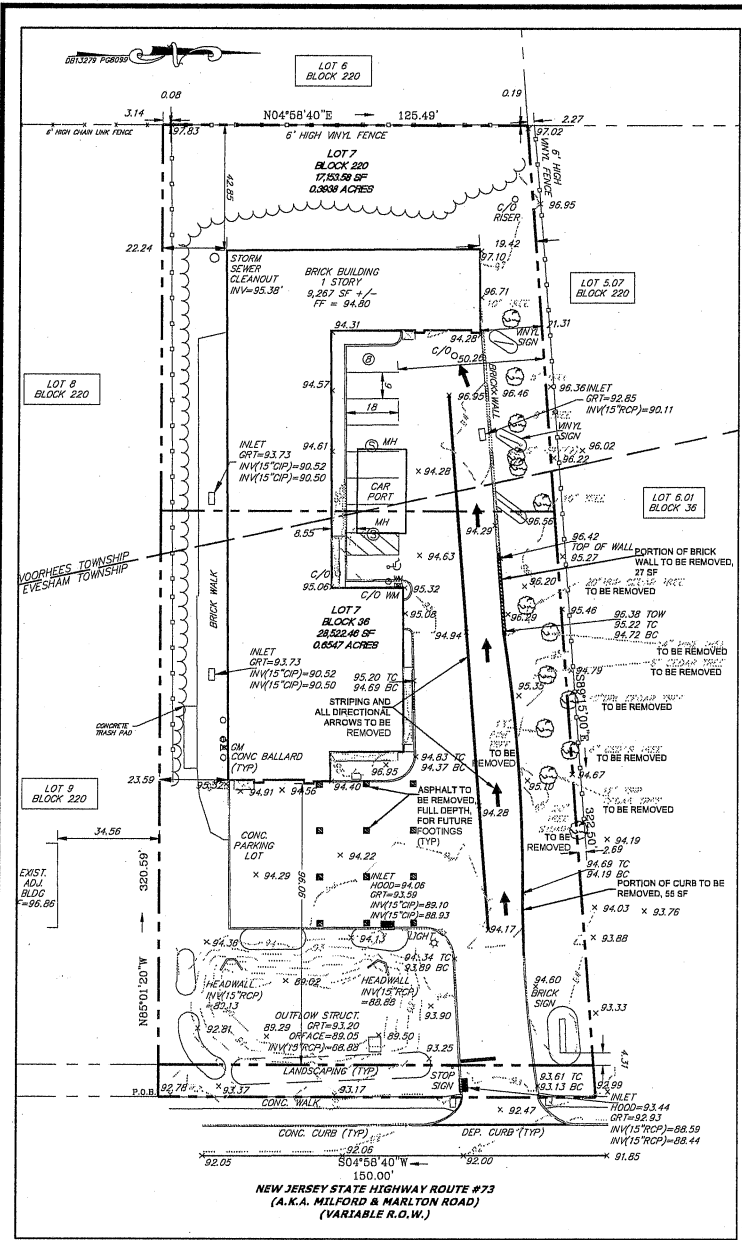 DB13279 PG8099
LOT 6
BLOCK 220
0.08
0.19
3.14
N04°58'40"E
125.49'
2.27
6' HIGH CHAIN LINK FENCE
97.83
6' HIGH VINYL FENCE
97.02
6' HIGH
VINYL FENCE
LOT 7
BLOCK 220
17,153.58 SF
0.3938 ACRES
42.85
96.95
C/O
RISER
19.42
22.24
97.10
STORM
SEWER
CLEANOUT
INV=95.38'
BRICK BUILDING
1 STORY
9,267 SF +/-
FF = 94.80
96.71
LOT 5.07
BLOCK 220
94.31
94.28
21.31
VINYL
SIGN
C/O
50.26
8
BRICK WALL
94.57
9
96.95
96.46
96.36
INLET
GRT=92.85
INV(15"RCP)=90.11
LOT 8
BLOCK 220
18
VINYL
SIGN
INLET
GRT=93.73
INV(15"CIP)=90.52
INV(15"CIP)=90.50
94.61
S
MH
96.02
96.22
94.28
CAR
PORT
LOT 6.01
BLOCK 36
8.55
MH
S
94.29
96.56
VOORHEES TOWNSHIP
EVESHAM TOWNSHIP
94.63
96.42
TOP OF WALL
95.27
PORTION OF BRICK
WALL TO BE REMOVED,
27 SF
C/O
95.06
C/O WM
95.32
96.20
TO BE REMOVED
BRICK WALK
LOT 7
BLOCK 36
28,522.46 SF
0.6547 ACRES
95.08
96.29
95.46
94.94
96.38 TOW
95.22 TC
94.72 BC
INLET
GRT=93.73
INV(15"CIP)=90.52
INV(15"CIP)=90.50
TO BE REMOVED
95.20 TC
94.69 BC
94.79
TO BE REMOVED
STRIPING AND
ALL DIRECTIONAL
ARROWS TO BE
REMOVED
95.35
S89°15'00"E
TO BE REMOVED
CONCRETE
TRASH PAD
GM
CONC BALLARD
(TYP)
TO BE
REMOVED
94.83 TC
94.37 BC
TO BE REMOVED
96.95
94.67
LOT 9
BLOCK 220
23.59
95.32
94.91
94.56
94.40
ASPHALT TO
BE REMOVED,
FULL DEPTH,
FOR FUTURE
FOOTINGS
(TYP)
95.10
TO BE REMOVED
94.28
322.50'
34.56
CONC.
PARKING
LOT
TO BE
REMOVED
94.19
2.69
94.22
EXIST.
ADJ.
BLDG
F=96.86
94.29
96.06
94.69 TC
94.19 BC
INLET
HOOD=94.06
GRT=93.59
INV(15"CIP)=89.10
INV(15"CIP)=88.93
PORTION OF CURB TO BE
REMOVED, 55 SF
94.03
93.76
320.59'
94.17
94.38
94.13
LIGHT
93.88
94.34 TC
93.89 BC
HEADWALL
INV(15"RCP)
=89.13
89.02
HEADWALL
INV(15"RCP)
=88.89
94.60
BRICK
SIGN
N85°01'20"W
93.90
93.33
OUTFLOW STRUCT.
GRT=93.20
ORFACE=89.05
INV(15"RCP)=88.88
92.81
89.29
89.50
93.25
4.31
LANDSCAPING (TYP)
STOP
SIGN
93.61 TC
93.13 BC
92.78
93.37
93.17
92.99
P.O.B.
CONC. WALK
92.47
INLET
HOOD=93.44
GRT=92.93
INV(15"RCP)=88.59
INV(15"RCP)=88.44
CONC. CURB (TYP)
DEP. CURB (TYP)
92.05
92.06
92.00
91.85
S04°58'40"W
150.00'
NEW JERSEY STATE HIGHWAY ROUTE #73
(A.K.A. MILFORD & MARLTON ROAD)
(VARIABLE R.O.W.)